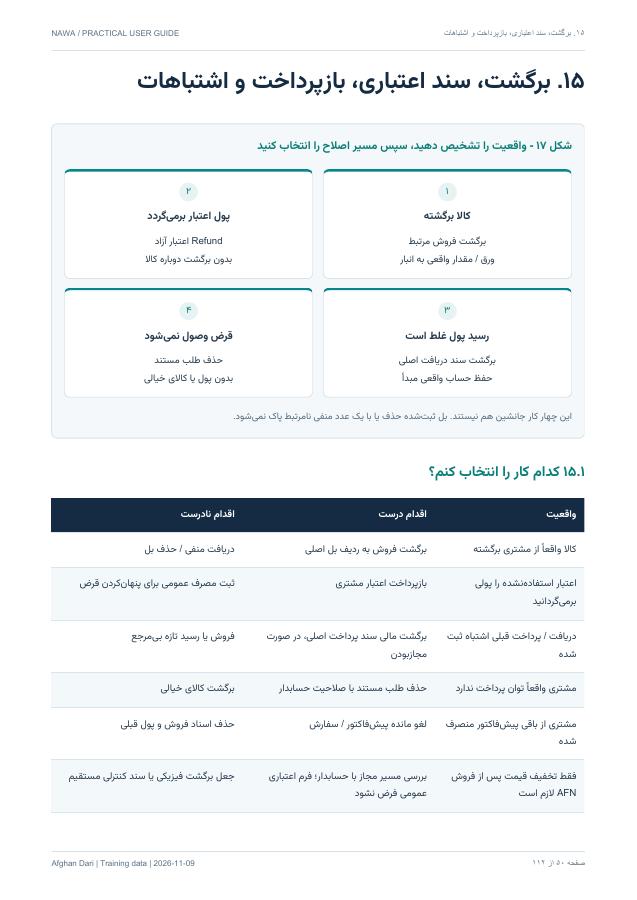 ۱۵. برگشت، سند اعتباری، بازپرداخت و اشتباهات
NAWA / PRACTICAL USER GUIDE
۱۵. برگشت، سند اعتباری، بازپرداخت و اشتباهات
شکل ۱۷ - واقعیت را تشخیص دهید، سپس مسیر اصلاح را انتخاب کنید
۱
کالا برگشته
برگشت فروش مرتبط
ورق / مقدار واقعی به انبار
۲
پول اعتبار برمی‌گردد
Refund اعتبار آزاد
بدون برگشت دوباره کالا
۳
رسید پول غلط است
برگشت سند دریافت اصلی
حفظ حساب واقعی مبدأ
۴
قرض وصول نمی‌شود
حذف طلب مستند
بدون پول یا کالای خیالی
این چهار کار جانشین هم نیستند. بل ثبت‌شده حذف یا با یک عدد منفی نامرتبط پاک نمی‌شود.
۱۵.۱ کدام کار را انتخاب کنم؟
واقعیت اقدام درست اقدام نادرست
کالا واقعاً از مشتری برگشته برگشت فروش به ردیف بل اصلی دریافت منفی / حذف بل
اعتبار استفاده‌نشده را پولی بازپرداخت اعتبار مشتری ثبت مصرف عمومی برای پنهان‌کردن قرض
برمی‌گردانید
دریافت / پرداخت قبلی اشتباه ثبت برگشت مالی سند پرداخت اصلی، در صورت فروش یا رسید تازه بی‌مرجع
شده مجازبودن
مشتری واقعاً توان پرداخت ندارد حذف طلب مستند با صلاحیت حسابدار برگشت کالای خیالی
مشتری از باقی پیش‌فاکتور منصرف لغو مانده پیش‌فاکتور / سفارش حذف اسناد فروش و پول قبلی
شده
فقط تخفیف قیمت پس از فروش بررسی مسیر مجاز با حسابدار؛ فرم اعتباری جعل برگشت فیزیکی یا سند کنترلی مستقیم
AFN لازم است عمومی فرض نشود
صفحه ۵۰ از ۱۱۲
Afghan Dari | Training data | 2026-11-09